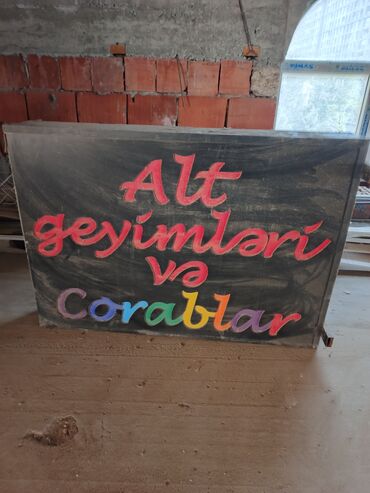 Alt
geyimləri
və
Corablar